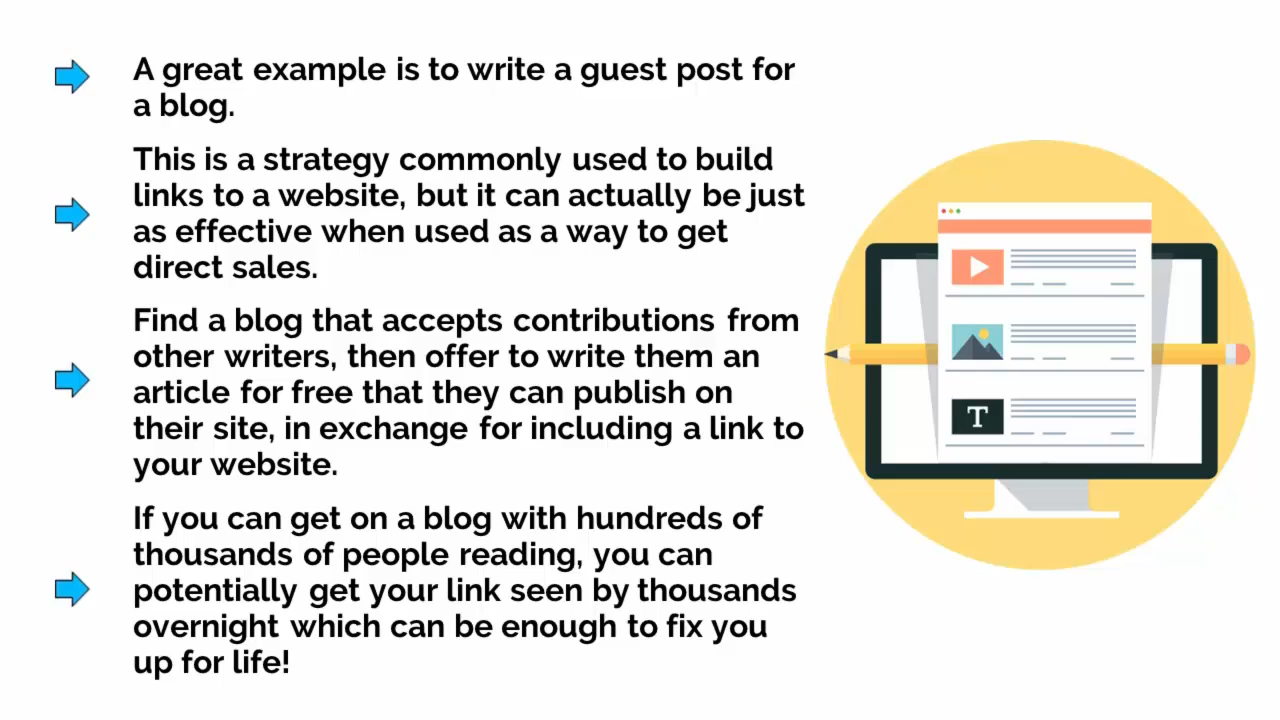 A great example is to write a guest post for
a blog.
This is a strategy commonly used to build
links to a website, but it can actually be just
as effective when used as a way to get
direct sales.
Find a blog that accepts contributions from
other writers, then offer to write them an
article for free that they can publish on
their site, in exchange for including a link to
your website.
If you can get on a blog with hundreds of
thousands of people reading, you can
potentially get your link seen by thousands
overnight which can be enough to fix you
up for life!
T